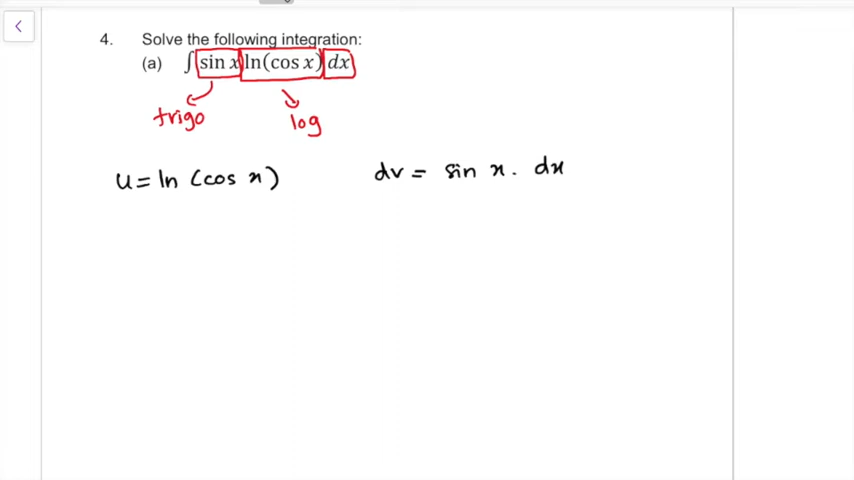 4. Solve the following integration:
(a) ∫ sin x ln(cos x) dx
trigo log
u = ln (cos x) dv = sin x . dx